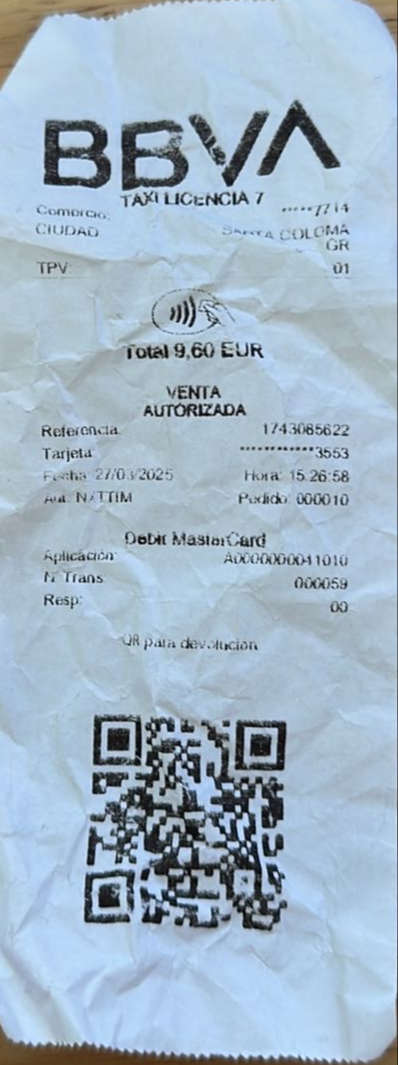 BBVA
TAXI LICENCIA 7
Comercio: *****7714
CIUDAD SANTA COLOMA
GR
TPV: 01
Total 9,60 EUR
VENTA
AUTORIZADA
Referencia: 1743085622
Tarjeta: ************3553
Fecha: 27/03/2025 Hora: 15:26:58
Aut: Pedido: 000010
Debit MasterCard
Aplicación: A0000000041010
N Trans 000059
Resp: 00
QR para devolucion